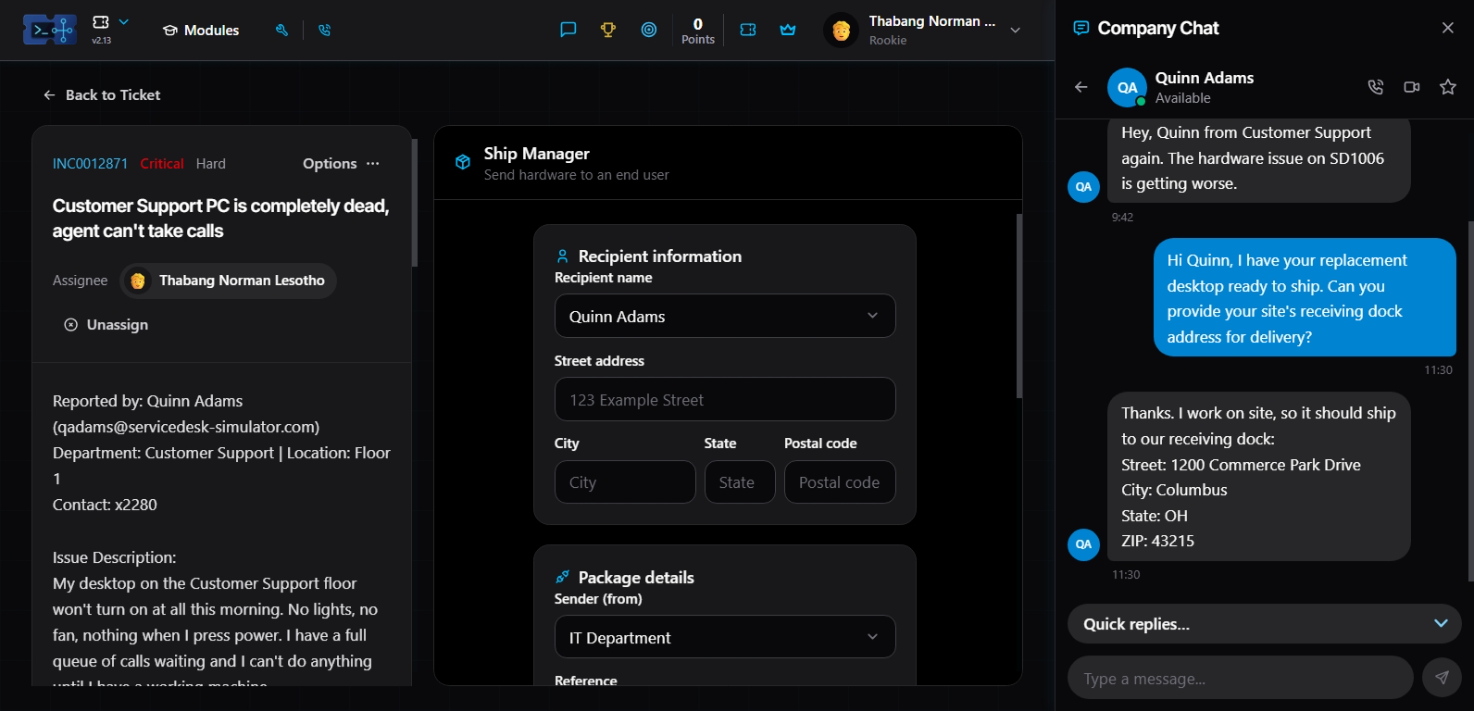 v2.13
Modules
0
Points
Thabang Norman ...
Rookie
Back to Ticket
INC0012871 Critical Hard Options ...
Customer Support PC is completely dead,
agent can't take calls
Assignee Thabang Norman Lesotho
Unassign
Reported by: Quinn Adams
(qadams@servicedesk-simulator.com)
Department: Customer Support | Location: Floor
1
Contact: x2280
Issue Description:
My desktop on the Customer Support floor
won't turn on at all this morning. No lights, no
fan, nothing when I press power. I have a full
queue of calls waiting and I can't do anything
until I have a working machine
Ship Manager
Send hardware to an end user
Recipient information
Recipient name
Quinn Adams
Street address
123 Example Street
City State Postal code
City State Postal code
Package details
Sender (from)
IT Department
Reference
Company Chat
QA
Quinn Adams
Available
Hey, Quinn from Customer Support
again. The hardware issue on SD1006
is getting worse.
QA
9:42
Hi Quinn, I have your replacement
desktop ready to ship. Can you
provide your site's receiving dock
address for delivery?
11:30
Thanks. I work on site, so it should ship
to our receiving dock:
Street: 1200 Commerce Park Drive
City: Columbus
State: OH
ZIP: 43215
QA
11:30
Quick replies...
Type a message...